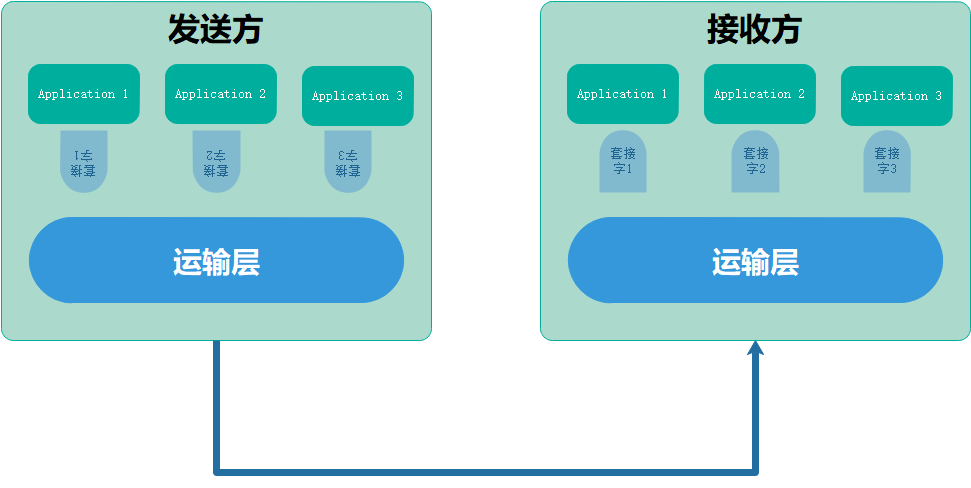 发送方
Application 1
Application 2
Application 3
套接
字1
套接
字2
套接
字3
运输层
接收方
Application 1
Application 2
Application 3
套接
字1
套接
字2
套接
字3
运输层